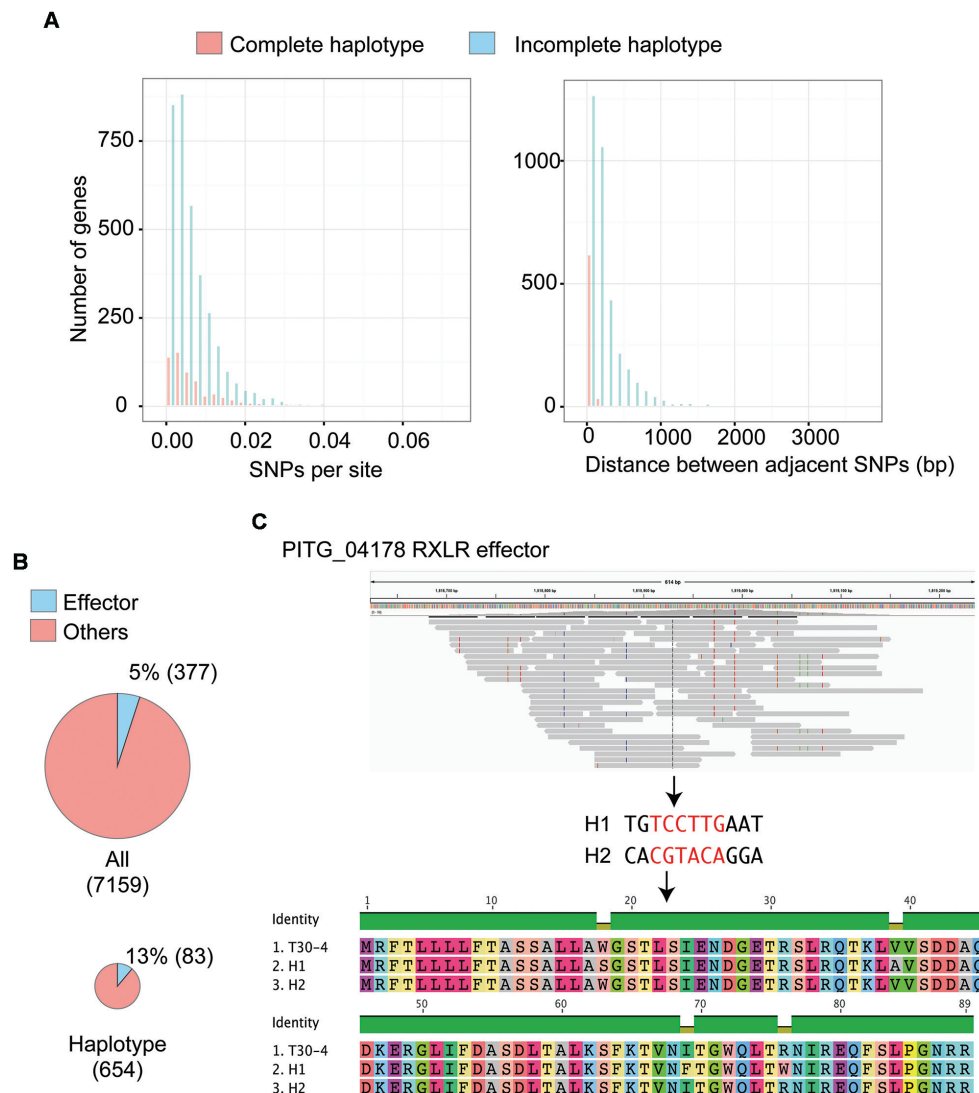 A
Complete haplotype
Incomplete haplotype
Number of genes
750
500
250
0
0.00 0.02 0.04 0.06
SNPs per site
1000
500
0
0 1000 2000 3000
Distance between adjacent SNPs (bp)
B
Effector
Others
5% (377)
All
(7159)
13% (83)
Haplotype
(654)
C
PITG_04178 RXLR effector
614 bp
H1 TGTCCTTGAAT
H2 CACGTACAGGA
1 10 20 30 40
Identity
1. T30-4 MRFTLLLLFTASSALLAWGSTLSIENDGETRSLRQTKLVVSDDAQ
2. H1 MRFTLLLLFTASSALLASGSTLSIENDGETRSLRQTKLAVSDDAQ
3. H2 MRFTLLLLFTASSALLAWGSTLSIENDGETRSLRQTKLVVSDDAQ
50 60 70 80 89
Identity
1. T30-4 DKERGLIFDASDLTALKSFKTVNITGWQLTRNIREQFSLPGNRR
2. H1 DKERGLIFDASDLTALKSFKTVNFTGWQLTWNIREQFSLPGNRR
3. H2 DKERGLIFDASDLTALKSFKTVNITGWQLTRNIREQFSLPGNRR